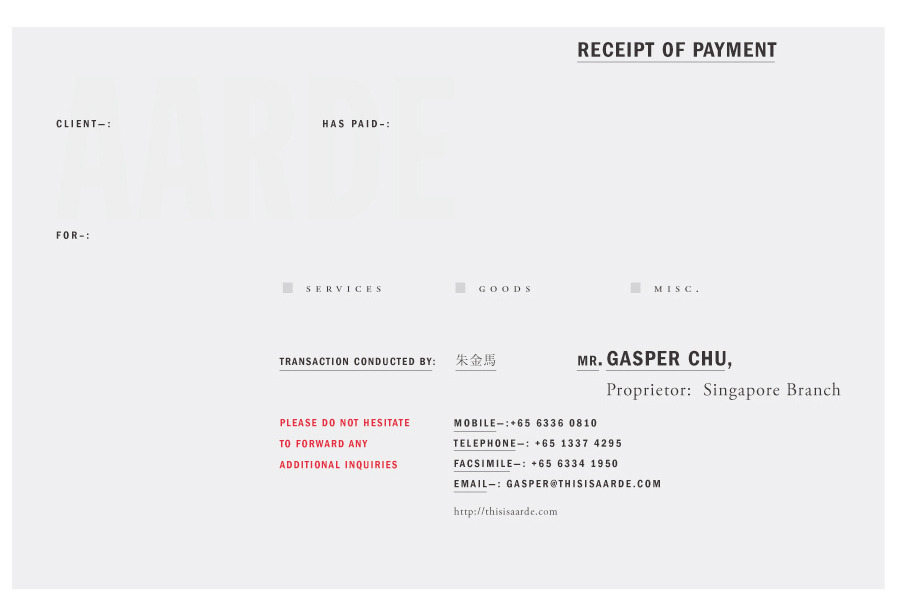 RECEIPT OF PAYMENT
AARDE
CLIENT—:
HAS PAID–:
FOR–:
SERVICES
GOODS
MISC.
TRANSACTION CONDUCTED BY:
朱金馬
MR. GASPER CHU,
Proprietor: Singapore Branch
PLEASE DO NOT HESITATE
TO FORWARD ANY
ADDITIONAL INQUIRIES
MOBILE—:+65 6336 0810
TELEPHONE—: +65 1337 4295
FACSIMILE—: +65 6334 1950
EMAIL—: GASPER@THISISAARDE.COM
http://thisisaarde.com